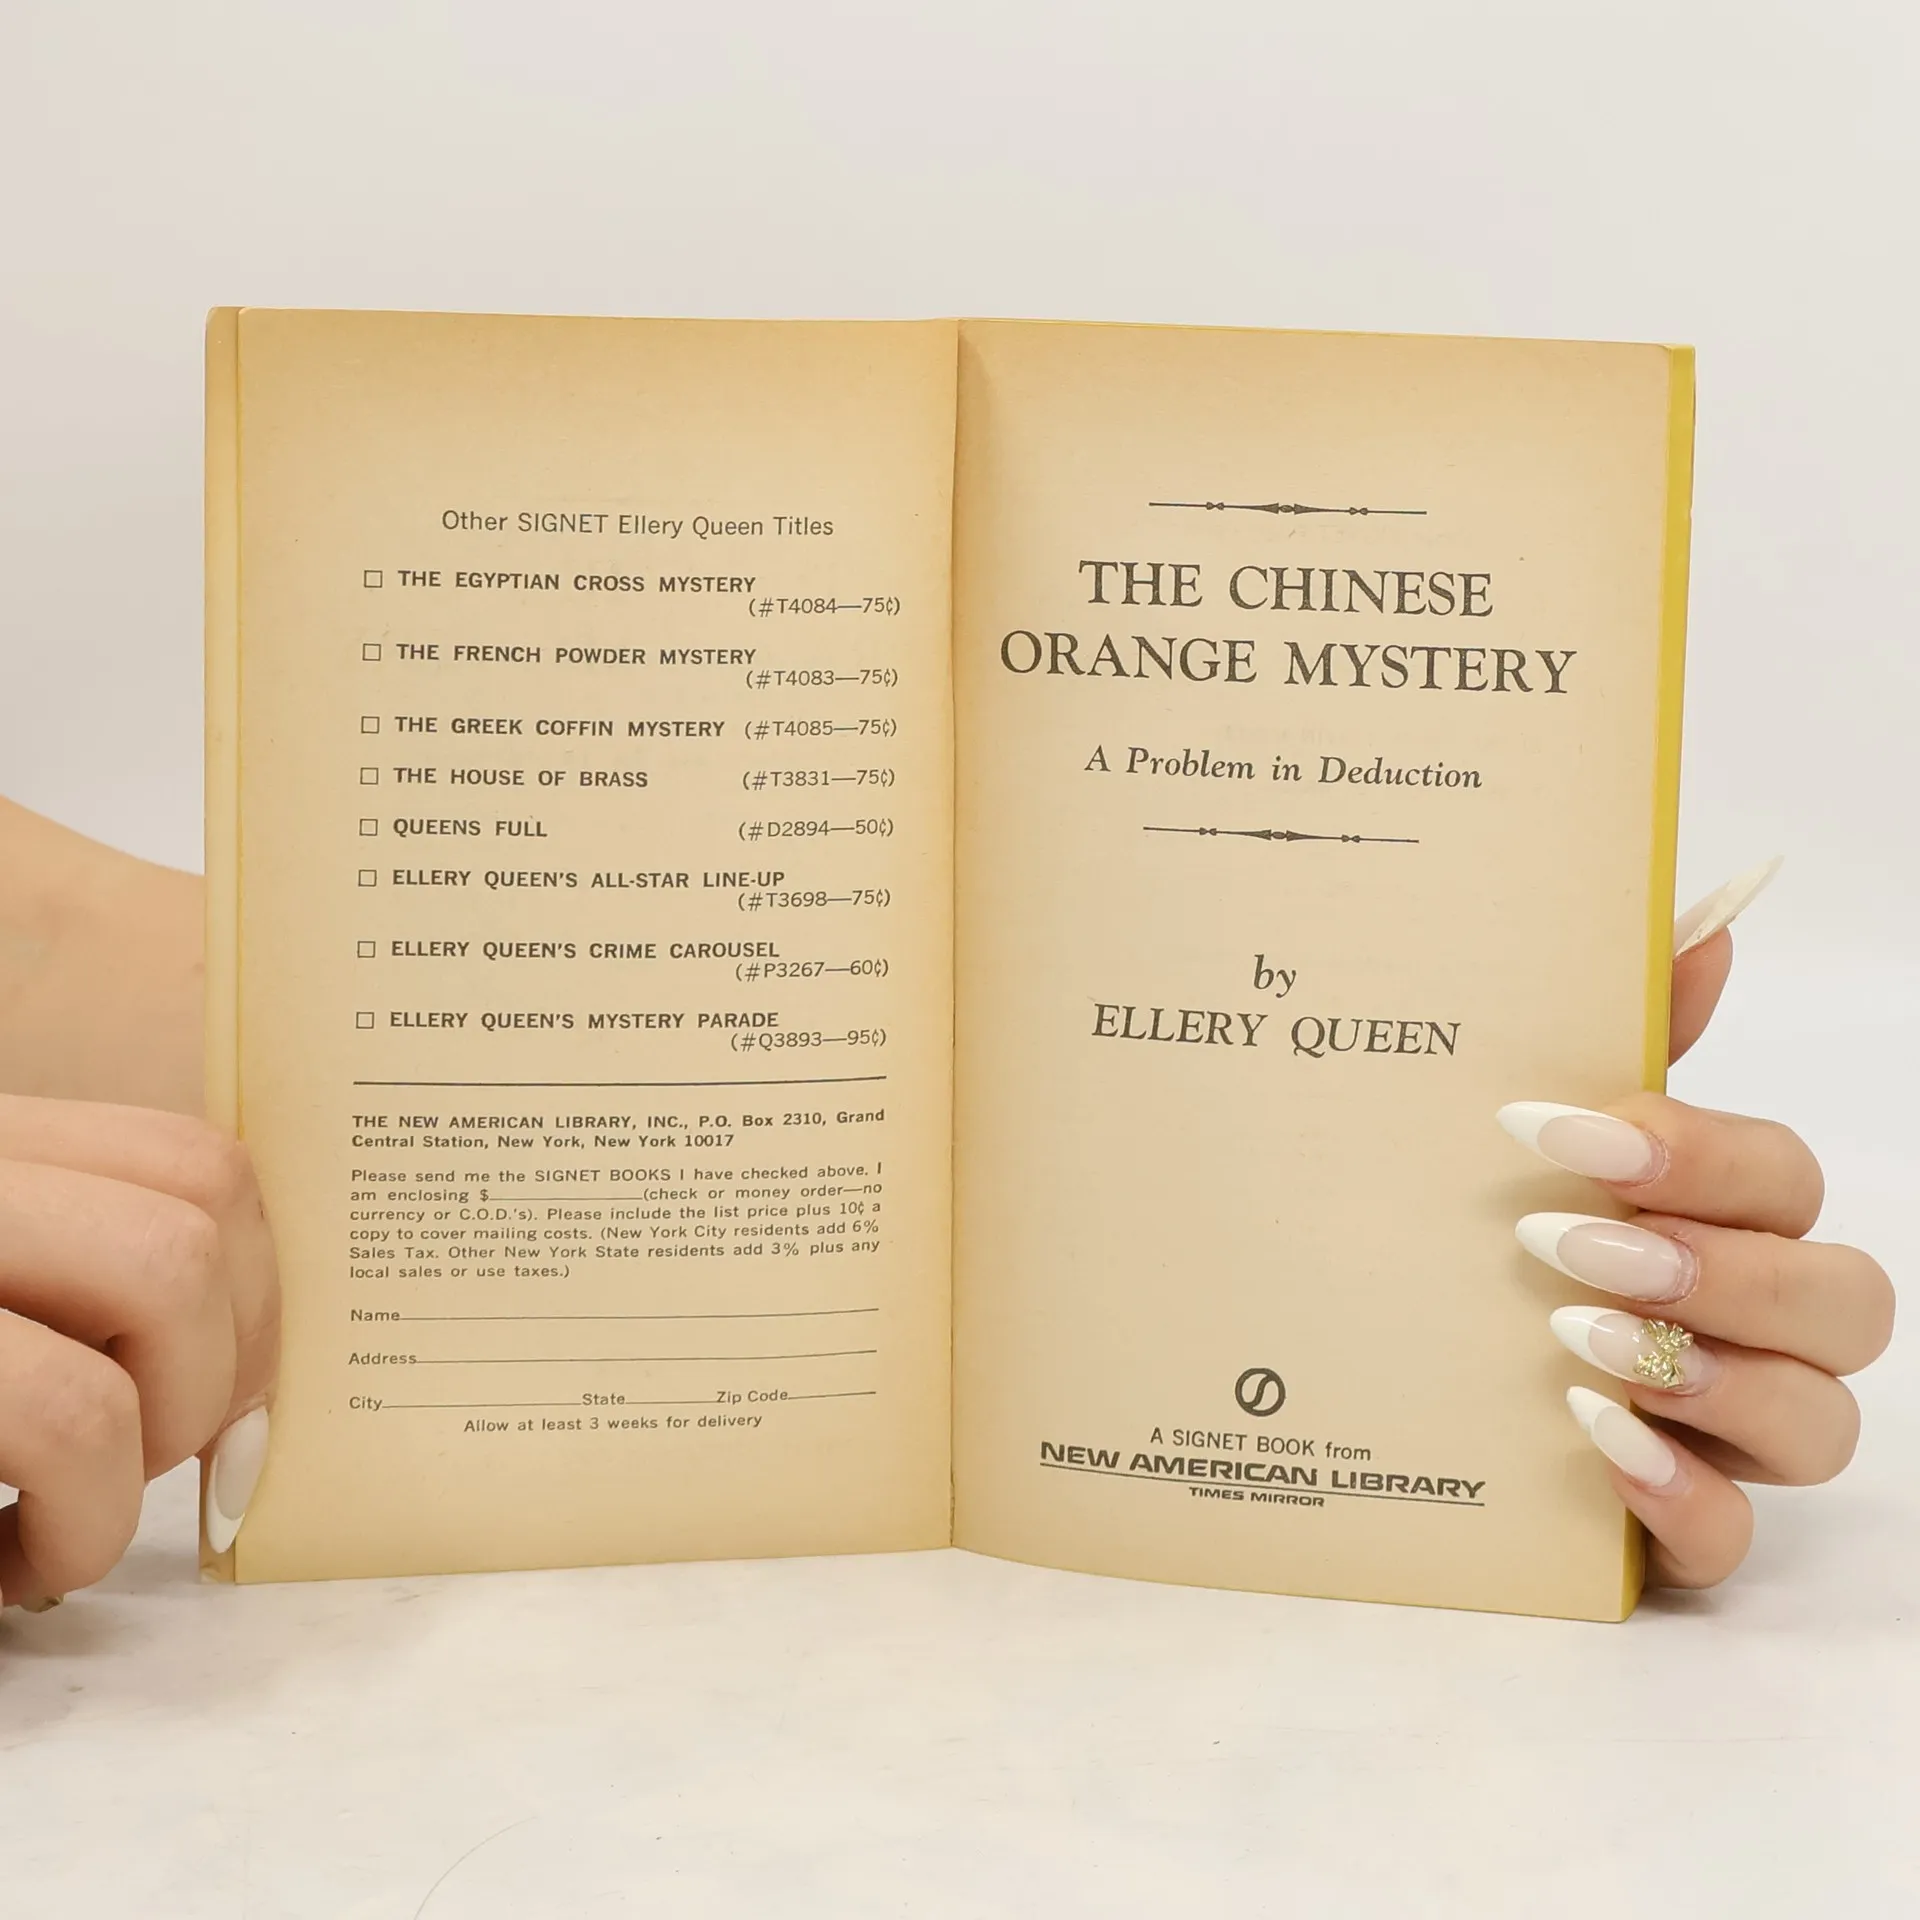 Other SIGNET Ellery Queen Titles
THE EGYPTIAN CROSS MYSTERY
(#T4084—75¢)
THE FRENCH POWDER MYSTERY
(#T4083—75¢)
THE GREEK COFFIN MYSTERY (#T4085—75¢)
THE HOUSE OF BRASS (#T3831—75¢)
QUEENS FULL (#D2894—50¢)
ELLERY QUEEN'S ALL-STAR LINE-UP
(#T3698—75¢)
ELLERY QUEEN'S CRIME CAROUSEL
(#P3267—60¢)
ELLERY QUEEN'S MYSTERY PARADE
(#Q3893—95¢)
THE NEW AMERICAN LIBRARY, INC., P.O. Box 2310, Grand
Central Station, New York, New York 10017
Please send me the SIGNET BOOKS I have checked above. I
am enclosing $_____(check or money order—no
currency or C.O.D.'s). Please include the list price plus 10¢ a
copy to cover mailing costs. (New York City residents add 6%
Sales Tax. Other New York State residents add 3% plus any
local sales or use taxes.)
Name
Address
City State Zip Code
Allow at least 3 weeks for delivery
THE CHINESE
ORANGE MYSTERY
A Problem in Deduction
by
ELLERY QUEEN
A SIGNET BOOK from
NEW AMERICAN LIBRARY
TIMES MIRROR